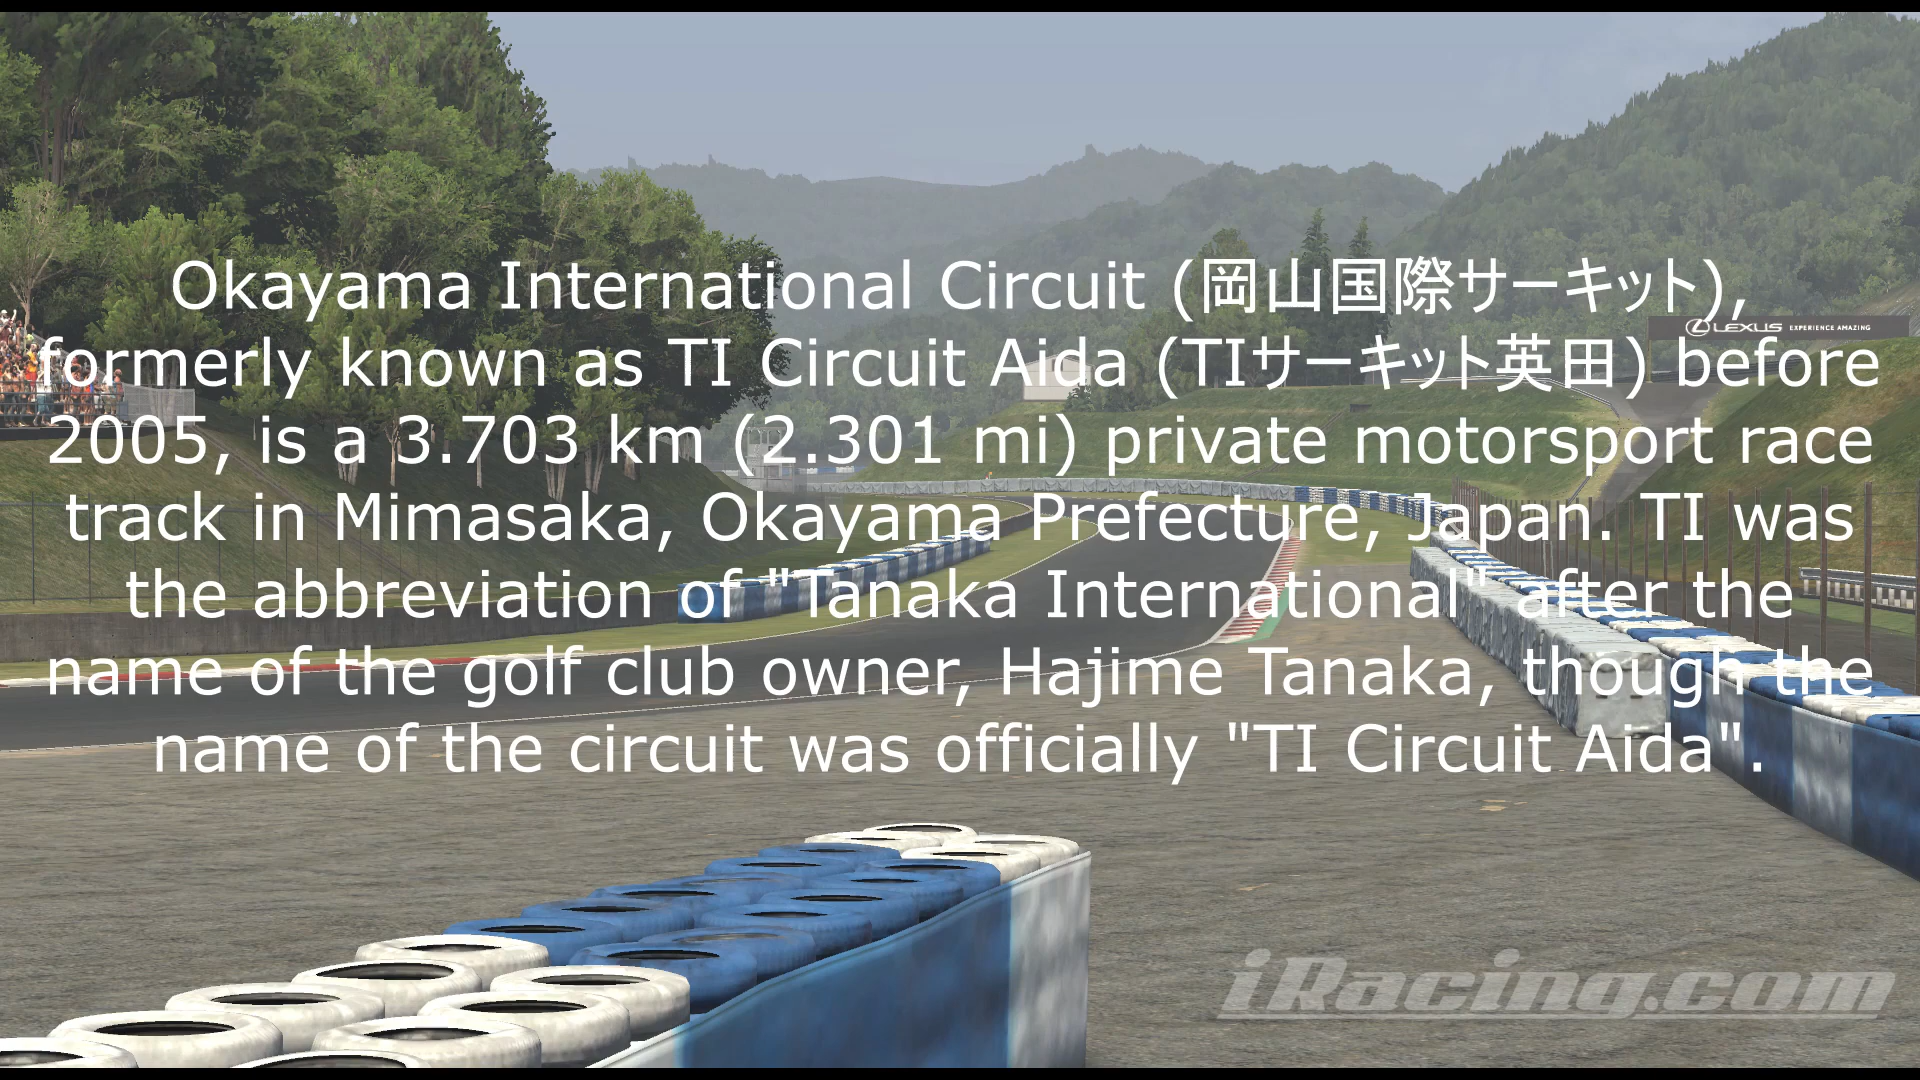 Okayama International Circuit (岡山国際サーキット),
LEXUS EXPERIENCE AMAZING
formerly known as TI Circuit Aida (TIサーキット英田) before
2005, is a 3.703 km (2.301 mi) private motorsport race
track in Mimasaka, Okayama Prefecture, Japan. TI was
the abbreviation of "Tanaka International" after the
name of the golf club owner, Hajime Tanaka, though the
name of the circuit was officially "TI Circuit Aida".
iRacing.com